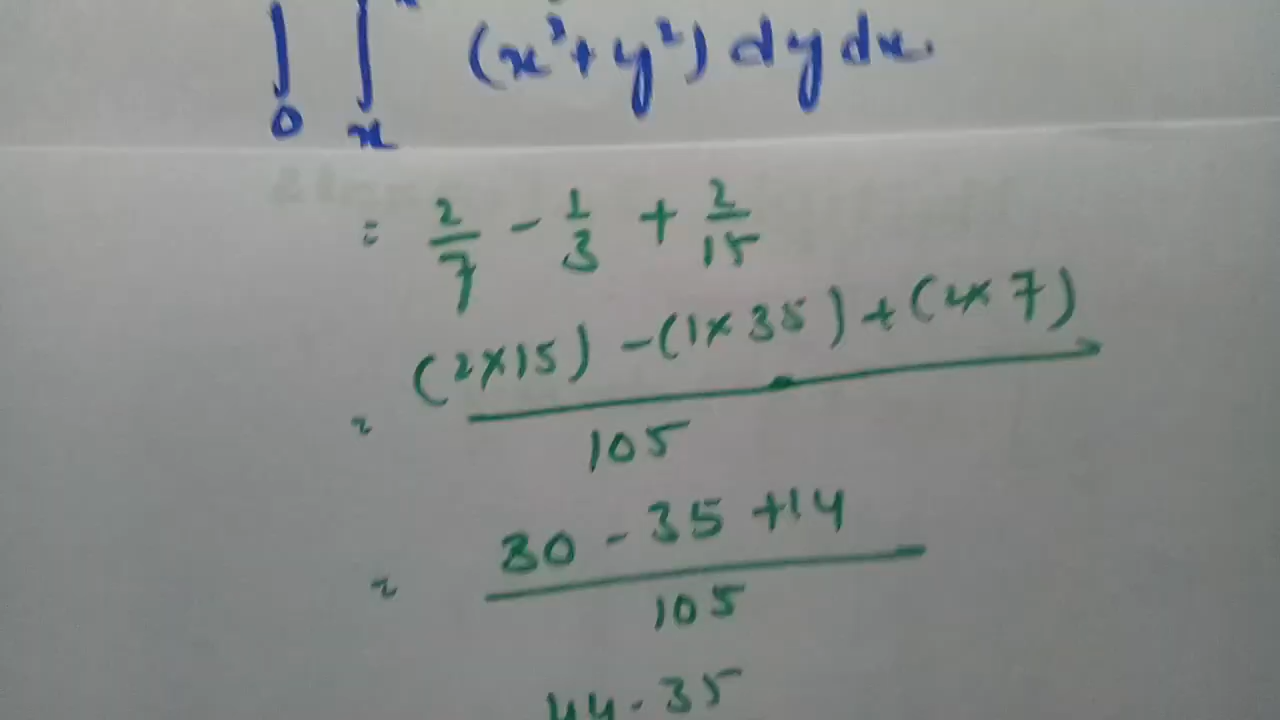 ∫₀ ∫ₓ (x³+y²) dy dx.
= 2/7 - 1/3 + 2/15
= (2×15) - (1×35) + (2×7) / 105
= 30 - 35 + 14 / 105
44 - 35